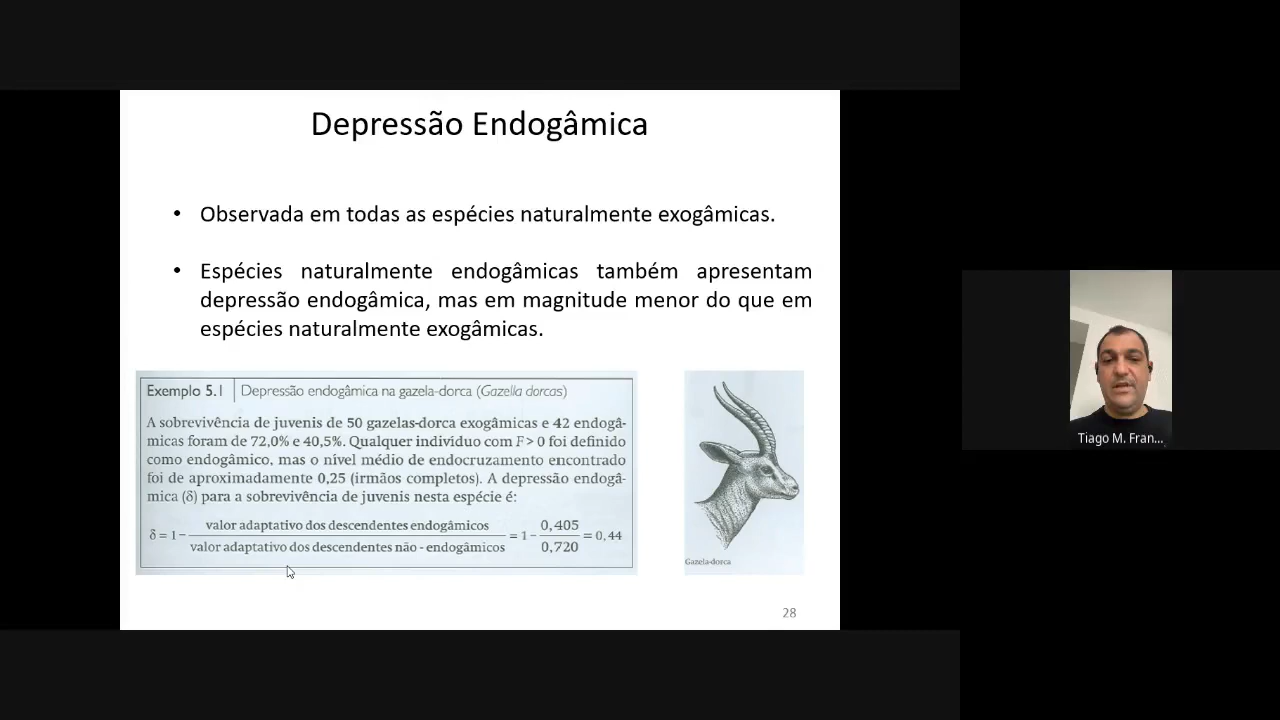 Depressão Endogâmica
• Observada em todas as espécies naturalmente exogâmicas.
• Espécies naturalmente endogâmicas também apresentam
depressão endogâmica, mas em magnitude menor do que em
espécies naturalmente exogâmicas.
Exemplo 5.1 | Depressão endogâmica na gazela-dorca (Gazella dorcas)
A sobrevivência de juvenis de 50 gazelas-dorca exogâmicas e 42 endogâ-
micas foram de 72,0% e 40,5%. Qualquer indivíduo com F > 0 foi definido
como endogâmico, mas o nível médio de endocruzamento encontrado
foi de aproximadamente 0,25 (irmãos completos). A depressão endogâ-
mica (δ) para a sobrevivência de juvenis nesta espécie é:
δ = 1 − valor adaptativo dos descendentes endogâmicos / valor adaptativo dos descendentes não - endogâmicos = 1 − 0,405 / 0,720 = 0,44
Gazela-dorca
28
Tiago M. Fran...